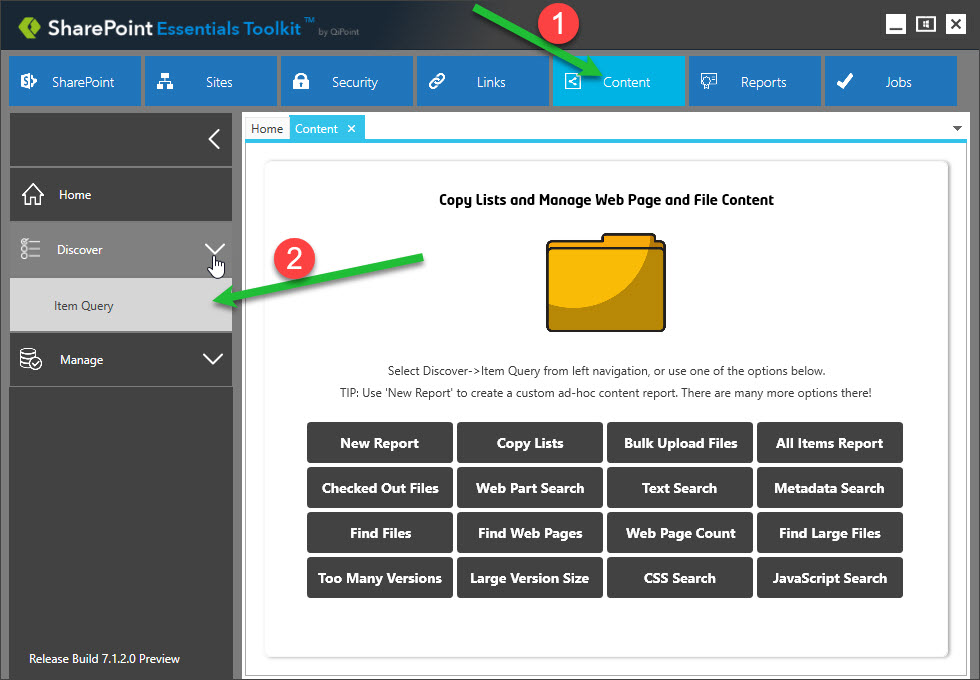 SharePoint Essentials Toolkit™ by QiPoint
1
SharePoint
Sites
Security
Links
Content
Reports
Jobs
Home
Content
Home
Discover
2
Item Query
Manage
Copy Lists and Manage Web Page and File Content
Select Discover->Item Query from left navigation, or use one of the options below.
TIP: Use 'New Report' to create a custom ad-hoc content report. There are many more options there!
New Report
Copy Lists
Bulk Upload Files
All Items Report
Checked Out Files
Web Part Search
Text Search
Metadata Search
Find Files
Find Web Pages
Web Page Count
Find Large Files
Too Many Versions
Large Version Size
CSS Search
JavaScript Search
Release Build 7.1.2.0 Preview